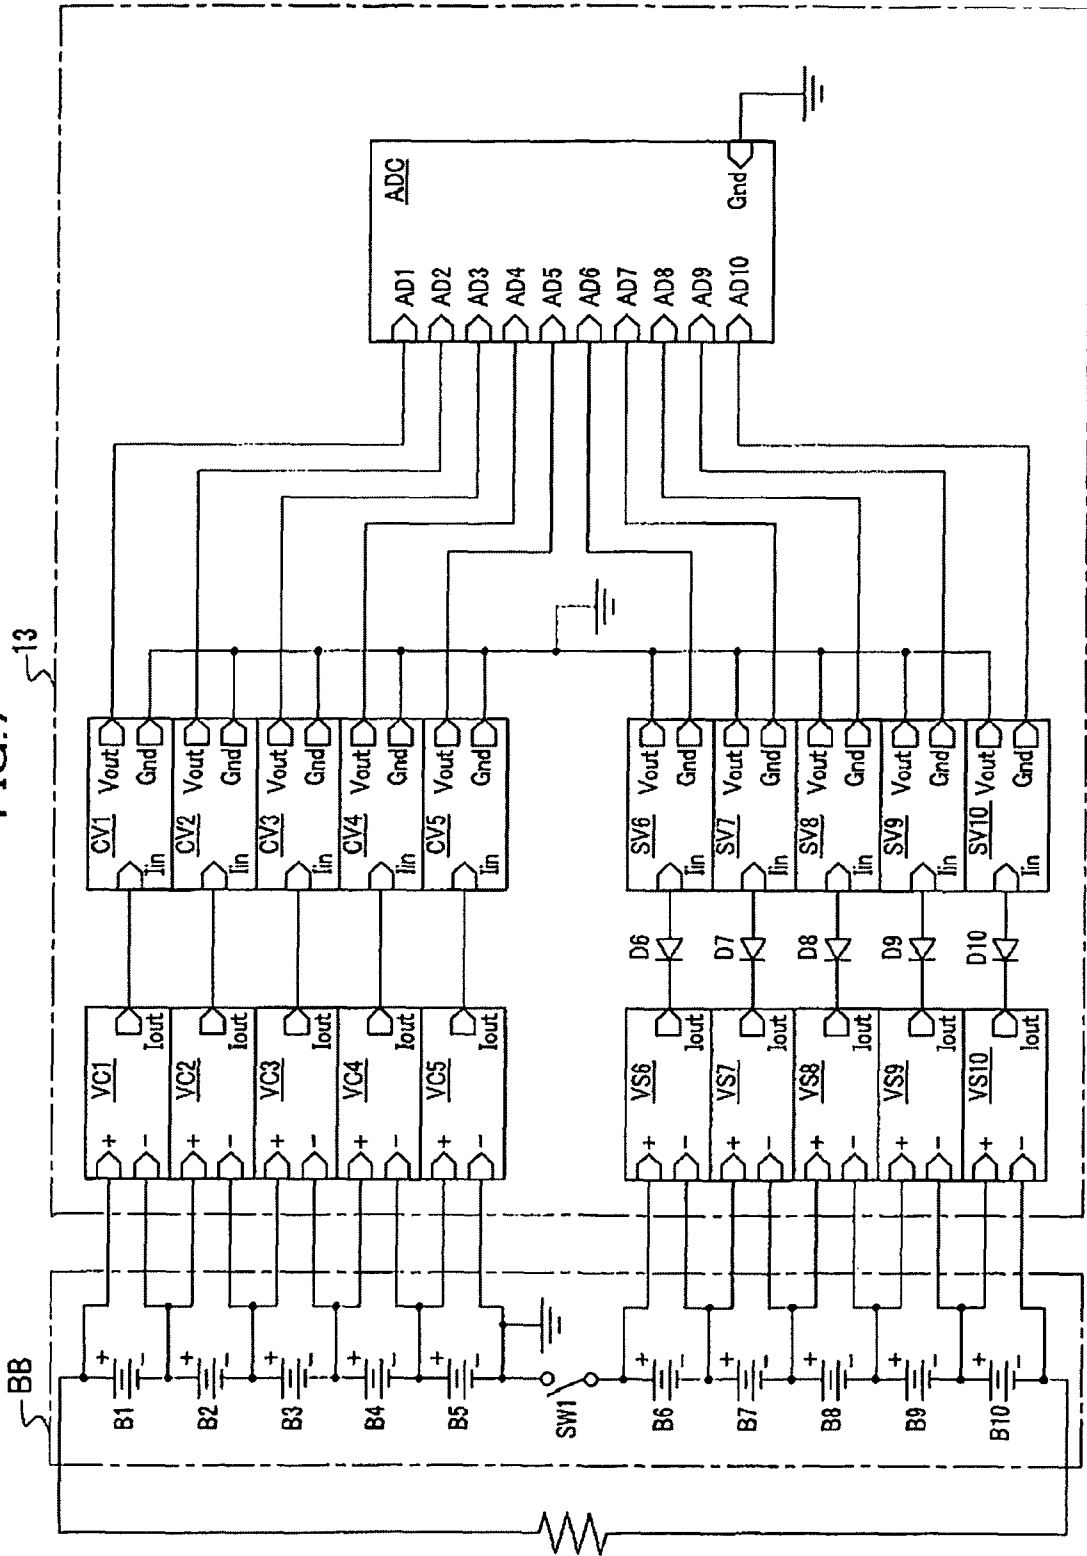 13
BB
B1
+
-
B2
+
-
B3
+
-
B4
+
-
B5
+
-
SW1
B6
+
-
B7
+
-
B8
+
-
B9
+
-
B10
+
-
VC1
+
-
Iout
VC2
+
-
Iout
VC3
+
-
Iout
VC4
+
-
Iout
VC5
+
-
Iout
VS6
+
-
Iout
VS7
+
-
Iout
VS8
+
-
Iout
VS9
+
-
Iout
VS10
+
-
Iout
D6
D7
D8
D9
D10
CV1
Iin
Vout
Gnd
CV2
Iin
Vout
Gnd
CV3
Iin
Vout
Gnd
CV4
Iin
Vout
Gnd
CV5
Iin
Vout
Gnd
SV6
Iin
Vout
Gnd
SV7
Iin
Vout
Gnd
SV8
Iin
Vout
Gnd
SV9
Iin
Vout
Gnd
SV10
Iin
Vout
Gnd
ADC
AD1
AD2
AD3
AD4
AD5
AD6
AD7
AD8
AD9
AD10
Gnd